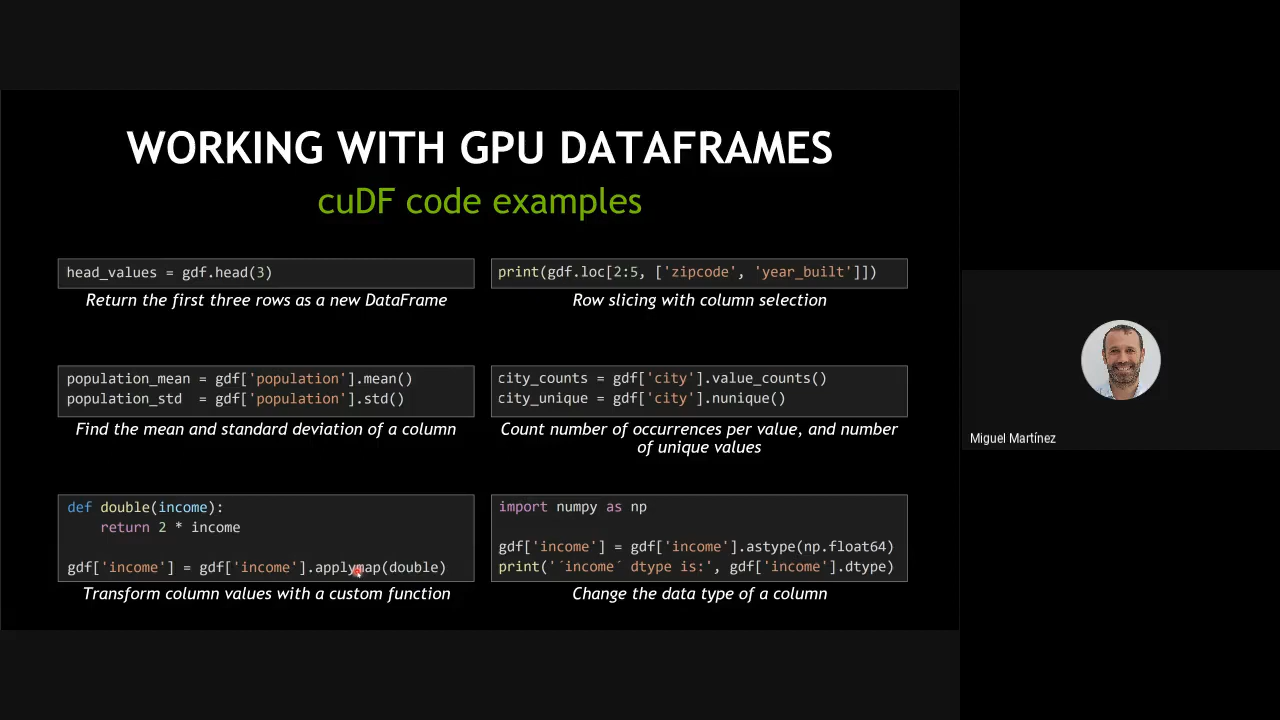 WORKING WITH GPU DATAFRAMES
cuDF code examples
head_values = gdf.head(3)
Return the first three rows as a new DataFrame
print(gdf.loc[2:5, ['zipcode', 'year_built']])
Row slicing with column selection
population_mean = gdf['population'].mean()
population_std  = gdf['population'].std()
Find the mean and standard deviation of a column
city_counts = gdf['city'].value_counts()
city_unique = gdf['city'].nunique()
Count number of occurrences per value, and number
of unique values
def double(income):
    return 2 * income
gdf['income'] = gdf['income'].applymap(double)
Transform column values with a custom function
import numpy as np
gdf['income'] = gdf['income'].astype(np.float64)
print('´income´ dtype is:', gdf['income'].dtype)
Change the data type of a column
Miguel Martínez